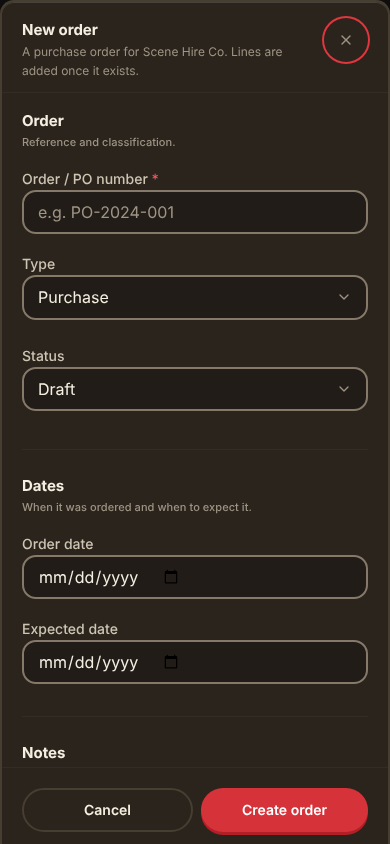 New order
A purchase order for Scene Hire Co. Lines are
added once it exists.
Order
Reference and classification.
Order / PO number *
e.g. PO-2024-001
Type
Purchase
Status
Draft
Dates
When it was ordered and when to expect it.
Order date
mm/dd/yyyy
Expected date
mm/dd/yyyy
Notes
Cancel
Create order